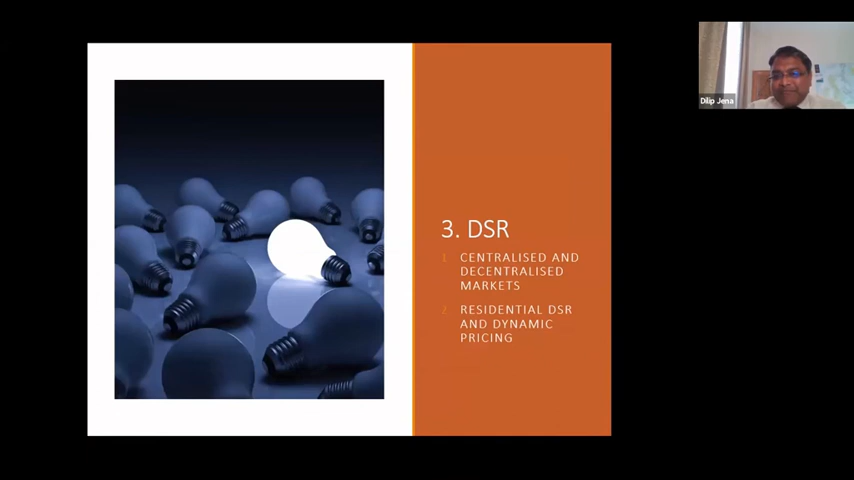 3. DSR
1 CENTRALISED AND
DECENTRALISED
MARKETS
2 RESIDENTIAL DSR
AND DYNAMIC
PRICING
Dilip Jena